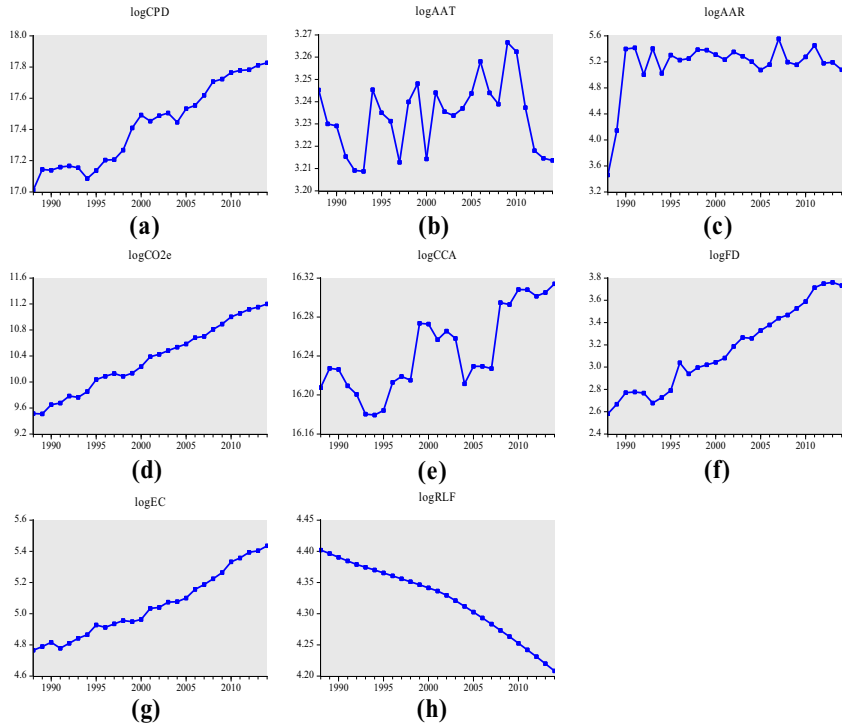 logCPD
18.0
17.8
17.6
17.4
17.2
17.0
1990 1995 2000 2005 2010
(a)
logAAT
3.27
3.26
3.25
3.24
3.23
3.22
3.21
3.20
1990 1995 2000 2005 2010
(b)
logAAR
5.6
5.2
4.8
4.4
4.0
3.6
3.2
1990 1995 2000 2005 2010
(c)
logCO2e
11.6
11.2
10.8
10.4
10.0
9.6
9.2
1990 1995 2000 2005 2010
(d)
logCCA
16.32
16.28
16.24
16.20
16.16
1990 1995 2000 2005 2010
(e)
logFD
3.8
3.6
3.4
3.2
3.0
2.8
2.6
2.4
1990 1995 2000 2005 2010
(f)
logEC
5.6
5.4
5.2
5.0
4.8
4.6
1990 1995 2000 2005 2010
(g)
logRLF
4.45
4.40
4.35
4.30
4.25
4.20
1990 1995 2000 2005 2010
(h)